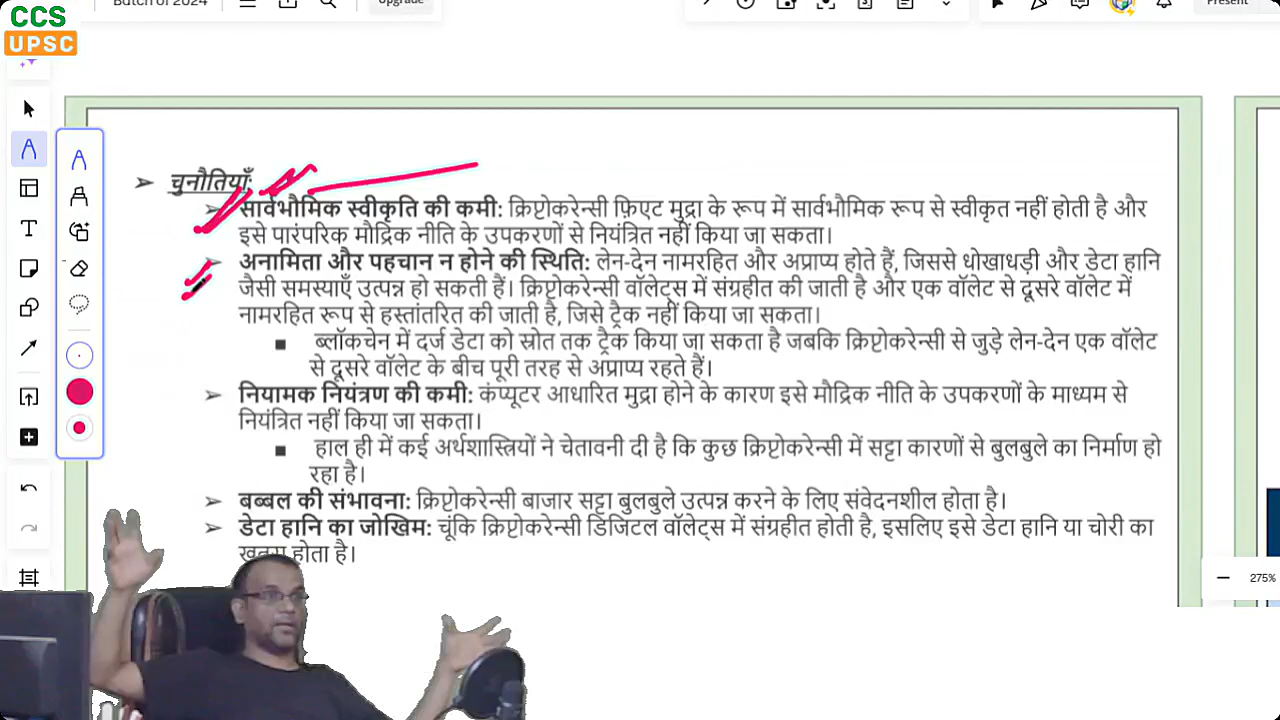 CCS
UPSC
Batch of 2024
Upgrade
Present
चुनौतियाँ:
सार्वभौमिक स्वीकृति की कमी: क्रिप्टोकरेन्सी फ़िएट मुद्रा के रूप में सार्वभौमिक रूप से स्वीकृत नहीं होती है और
इसे पारंपरिक मौद्रिक नीति के उपकरणों से नियंत्रित नहीं किया जा सकता।
अनामिता और पहचान न होने की स्थिति: लेन-देन नामरहित और अप्राप्य होते हैं, जिससे धोखाधड़ी और डेटा हानि
जैसी समस्याएँ उत्पन्न हो सकती हैं। क्रिप्टोकरेन्सी वॉलेट्स में संग्रहीत की जाती है और एक वॉलेट से दूसरे वॉलेट में
नामरहित रूप से हस्तांतरित की जाती है, जिसे ट्रैक नहीं किया जा सकता।
ब्लॉकचेन में दर्ज डेटा को स्रोत तक ट्रैक किया जा सकता है जबकि क्रिप्टोकरेन्सी से जुड़े लेन-देन एक वॉलेट
से दूसरे वॉलेट के बीच पूरी तरह से अप्राप्य रहते हैं।
नियामक नियंत्रण की कमी: कंप्यूटर आधारित मुद्रा होने के कारण इसे मौद्रिक नीति के उपकरणों के माध्यम से
नियंत्रित नहीं किया जा सकता।
हाल ही में कई अर्थशास्त्रियों ने चेतावनी दी है कि कुछ क्रिप्टोकरेन्सी में सट्टा कारणों से बुलबुले का निर्माण हो
रहा है।
बब्बल की संभावना: क्रिप्टोकरेन्सी बाजार सट्टा बुलबुले उत्पन्न करने के लिए संवेदनशील होता है।
डेटा हानि का जोखिम: चूंकि क्रिप्टोकरेन्सी डिजिटल वॉलेट्स में संग्रहीत होती है, इसलिए इसे डेटा हानि या चोरी का
खतरा होता है।
275%